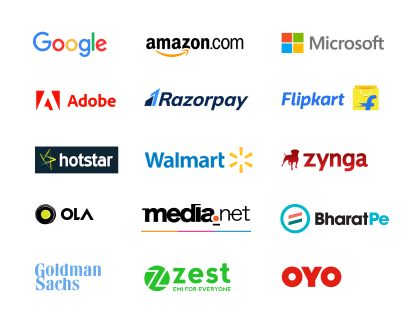 Google
amazon.com
Microsoft
Adobe
Razorpay
Flipkart
hotstar
Walmart
zynga
OLA
media.net
BharatPe
Goldman
Sachs
zest
EMI FOR EVERYONE
OYO